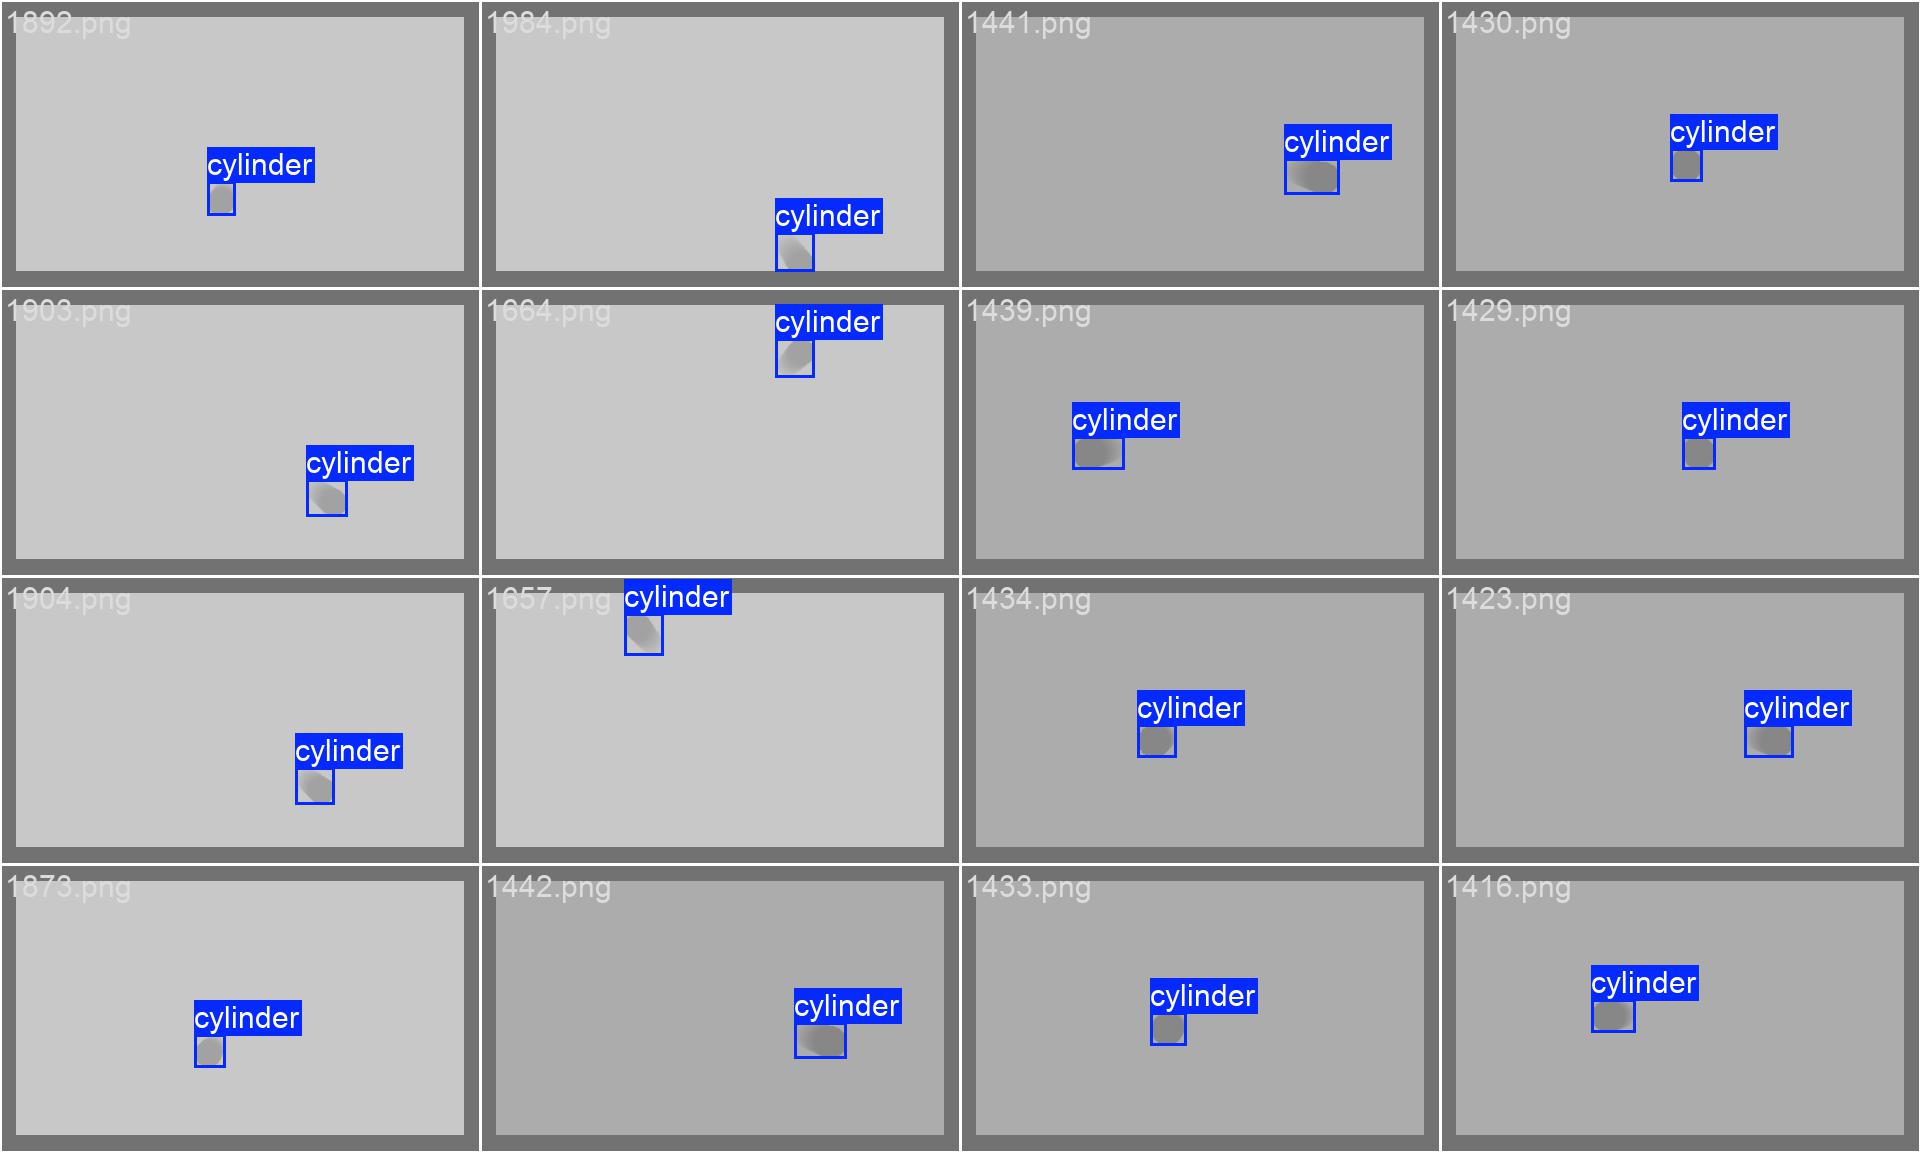 1892.png
cylinder
1984.png
cylinder
1441.png
cylinder
1430.png
cylinder
1903.png
cylinder
1664.png
cylinder
1439.png
cylinder
1429.png
cylinder
1904.png
cylinder
1657.png
cylinder
1434.png
cylinder
1423.png
cylinder
1873.png
cylinder
1442.png
cylinder
1433.png
cylinder
1416.png
cylinder